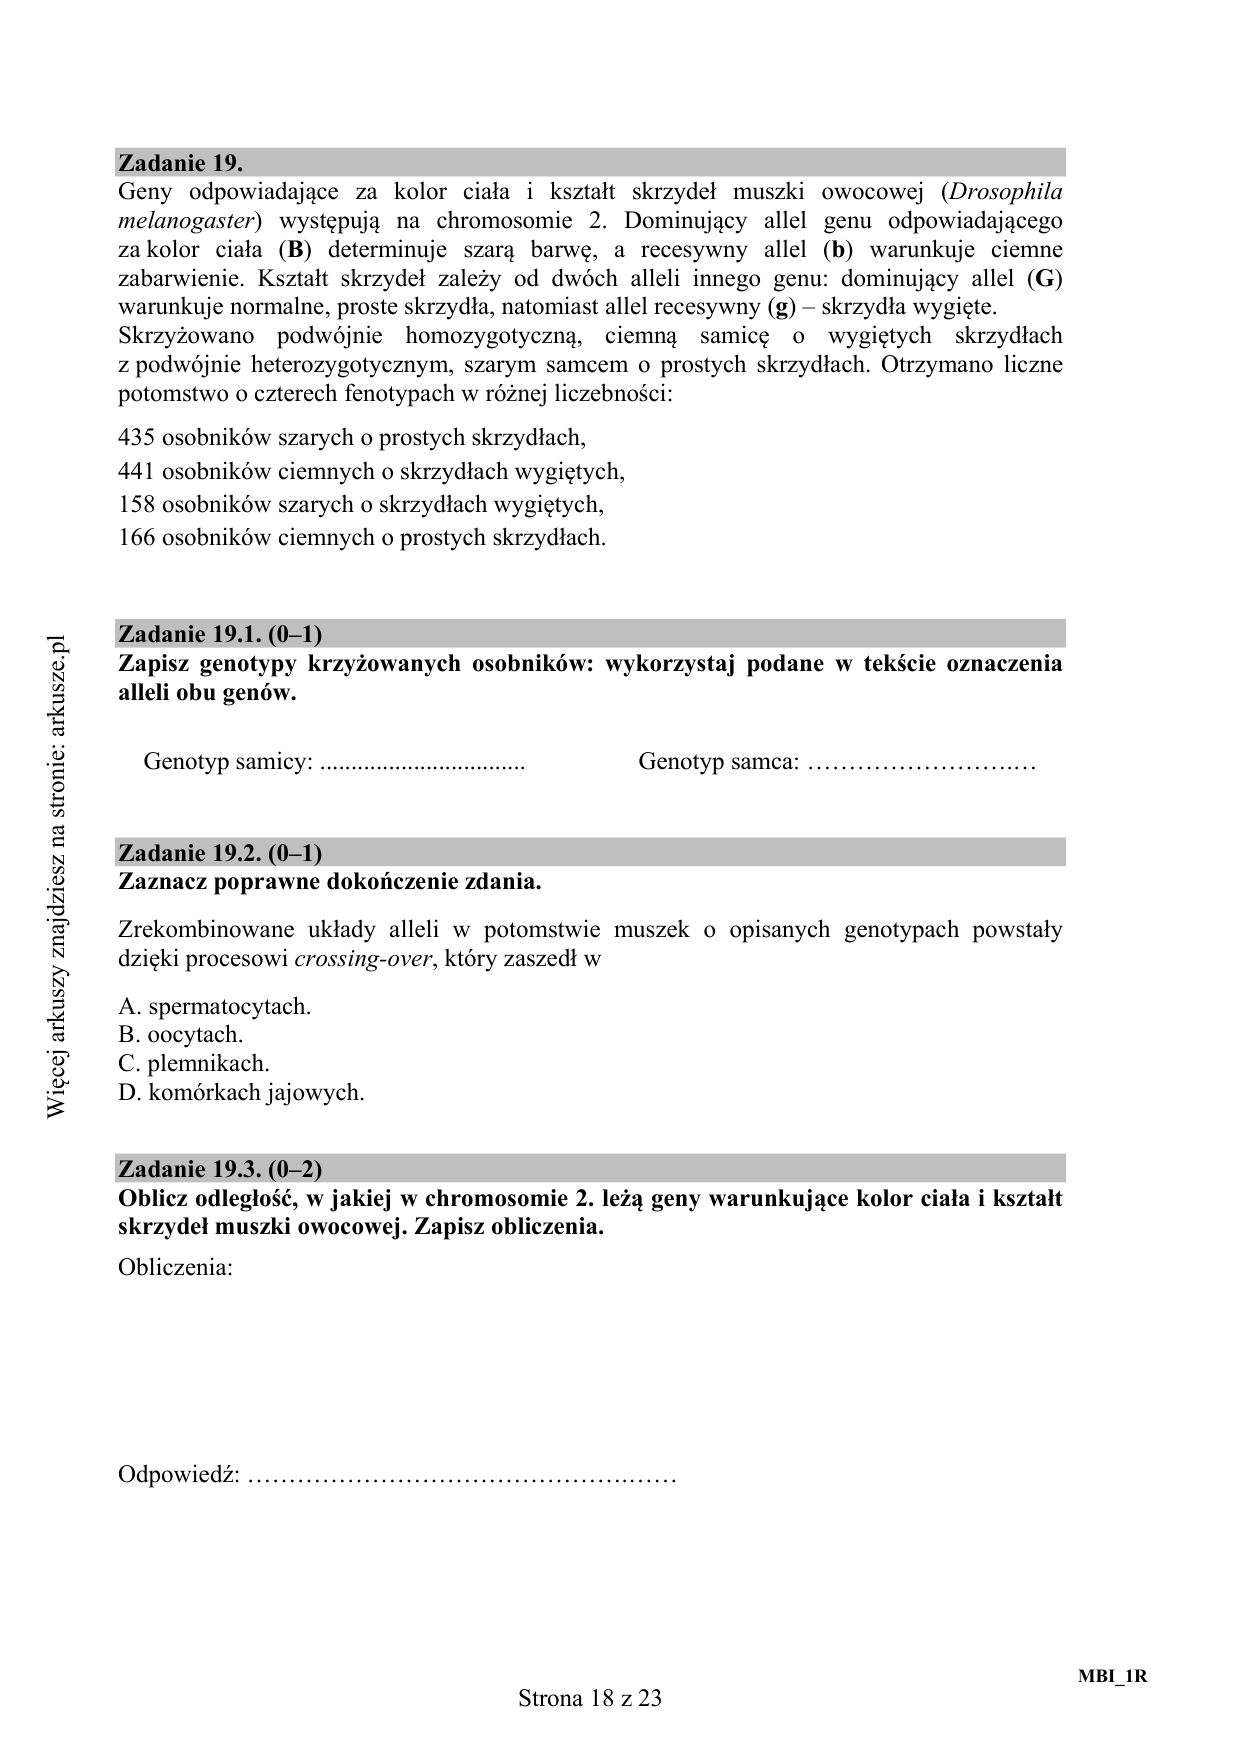 Zadanie 19.
Geny odpowiadające za kolor ciała i kształt skrzydeł muszki owocowej (Drosophila
melanogaster) występują na chromosomie 2. Dominujący allel genu odpowiadającego
za kolor ciała (B) determinuje szarą barwę, a recesywny allel (b) warunkuje ciemne
zabarwienie. Kształt skrzydeł zależy od dwóch alleli innego genu: dominujący allel (G)
warunkuje normalne, proste skrzydła, natomiast allel recesywny (g) – skrzydła wygięte.
Skrzyżowano podwójnie homozygotyczną, ciemną samicę o wygiętych skrzydłach
z podwójnie heterozygotycznym, szarym samcem o prostych skrzydłach. Otrzymano liczne
potomstwo o czterech fenotypach w różnej liczebności:
435 osobników szarych o prostych skrzydłach,
441 osobników ciemnych o skrzydłach wygiętych,
158 osobników szarych o skrzydłach wygiętych,
166 osobników ciemnych o prostych skrzydłach.
Zadanie 19.1. (0–1)
Zapisz genotypy krzyżowanych osobników: wykorzystaj podane w tekście oznaczenia
alleli obu genów.
Genotyp samicy: ................................. Genotyp samca: …………………….…
Zadanie 19.2. (0–1)
Zaznacz poprawne dokończenie zdania.
Zrekombinowane układy alleli w potomstwie muszek o opisanych genotypach powstały
dzięki procesowi crossing-over, który zaszedł w
A. spermatocytach.
B. oocytach.
C. plemnikach.
D. komórkach jajowych.
Zadanie 19.3. (0–2)
Oblicz odległość, w jakiej w chromosomie 2. leżą geny warunkujące kolor ciała i kształt
skrzydeł muszki owocowej. Zapisz obliczenia.
Obliczenia:
Odpowiedź: ……………………………………….……
MBI_1R
Strona 18 z 23
Więcej arkuszy znajdziesz na stronie: arkusze.pl